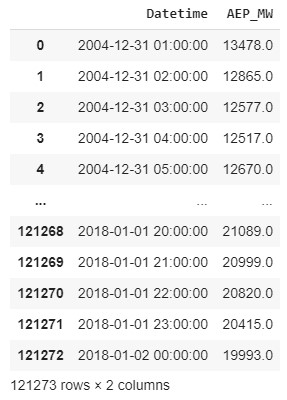 Datetime AEP_MW
0 2004-12-31 01:00:00 13478.0
1 2004-12-31 02:00:00 12865.0
2 2004-12-31 03:00:00 12577.0
3 2004-12-31 04:00:00 12517.0
4 2004-12-31 05:00:00 12670.0
... ... ...
121268 2018-01-01 20:00:00 21089.0
121269 2018-01-01 21:00:00 20999.0
121270 2018-01-01 22:00:00 20820.0
121271 2018-01-01 23:00:00 20415.0
121272 2018-01-02 00:00:00 19993.0
121273 rows × 2 columns